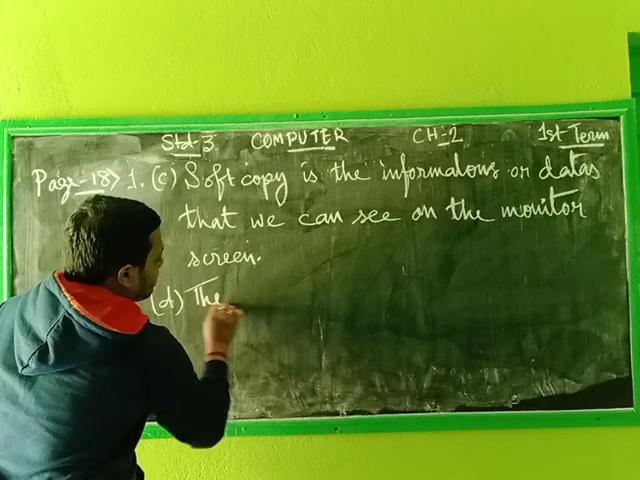 Std-3 COMPUTER CH-2 1st-Term
Page-18> 1. (c) Soft copy is the informalous or datas
that we can see on the monitor
screen.
(d) The